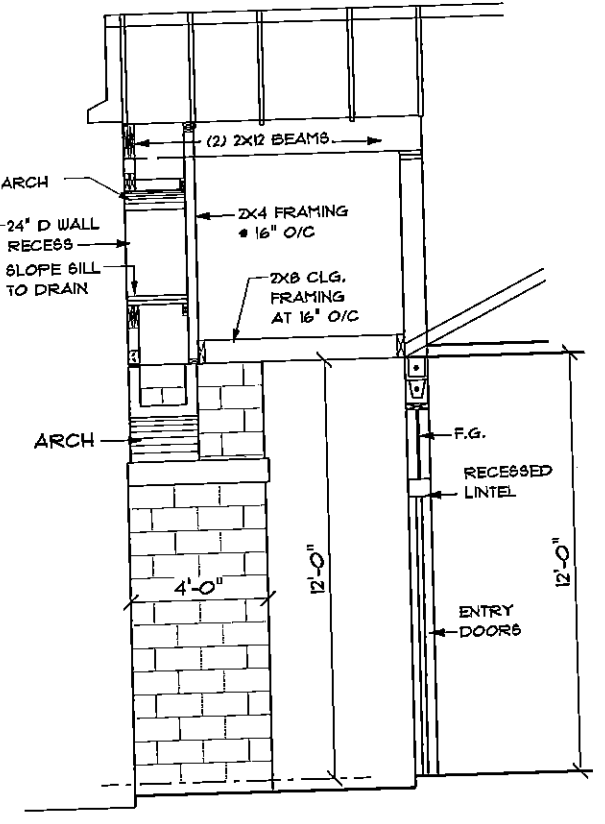 (2) 2X12 BEAMS
ARCH
24" D WALL
RECESS
SLOPE SILL
TO DRAIN
2X4 FRAMING
@ 16" O/C
2X8 CLG.
FRAMING
AT 16" O/C
ARCH
F.G.
RECESSED
LINTEL
4'-0"
12'-0"
12'-0"
ENTRY
DOORS